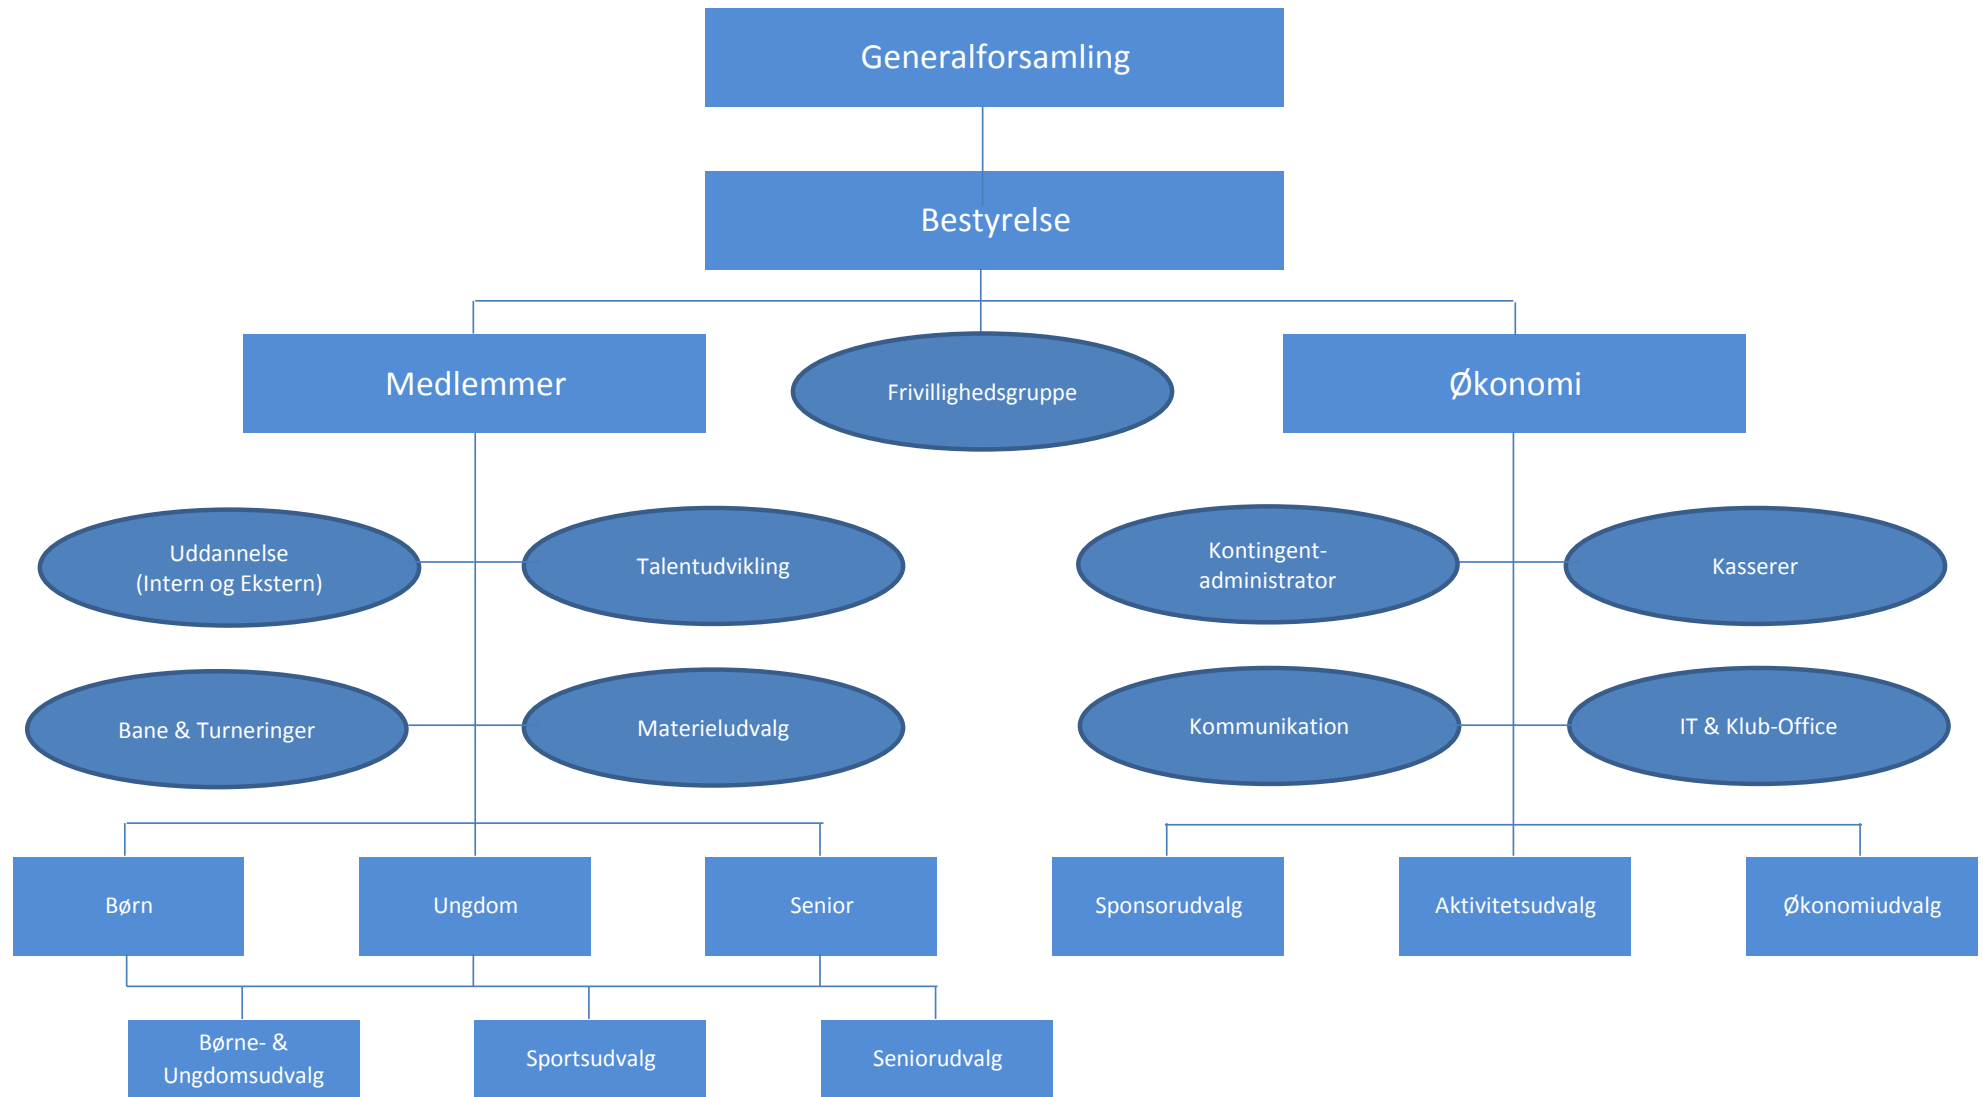 Generalforsamling
Bestyrelse
Medlemmer
Frivillighedsgruppe
Økonomi
Uddannelse
(Intern og Ekstern)
Talentudvikling
Kontingent-
administrator
Kasserer
Bane & Turneringer
Materieludvalg
Kommunikation
IT & Klub-Office
Børn
Ungdom
Senior
Sponsorudvalg
Aktivitetsudvalg
Økonomiudvalg
Børne- &
Ungdomsudvalg
Sportsudvalg
Seniorudvalg